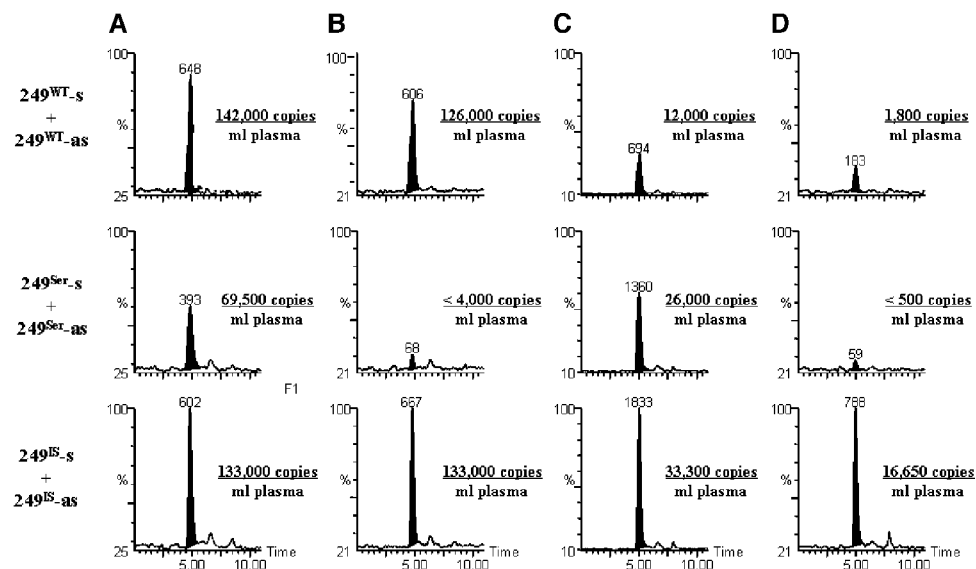 A B C D
249WT-s
+
249WT-as
100
%
25
648
142,000 copies
ml plasma
100
%
21
606
126,000 copies
ml plasma
100
%
10
694
12,000 copies
ml plasma
100
%
21
183
1,800 copies
ml plasma
249Ser-s
+
249Ser-as
100
%
25
393
69,500 copies
ml plasma
F1
100
%
21
68
< 4,000 copies
ml plasma
100
%
10
1360
26,000 copies
ml plasma
100
%
21
59
< 500 copies
ml plasma
249IS-s
+
249IS-as
100
%
25
602
133,000 copies
ml plasma
5.00 10.00 Time
100
%
21
667
133,000 copies
ml plasma
5.00 10.00 Time
100
%
10
1833
33,300 copies
ml plasma
5.00 10.00 Time
100
%
21
788
16,650 copies
ml plasma
5.00 10.00 Time